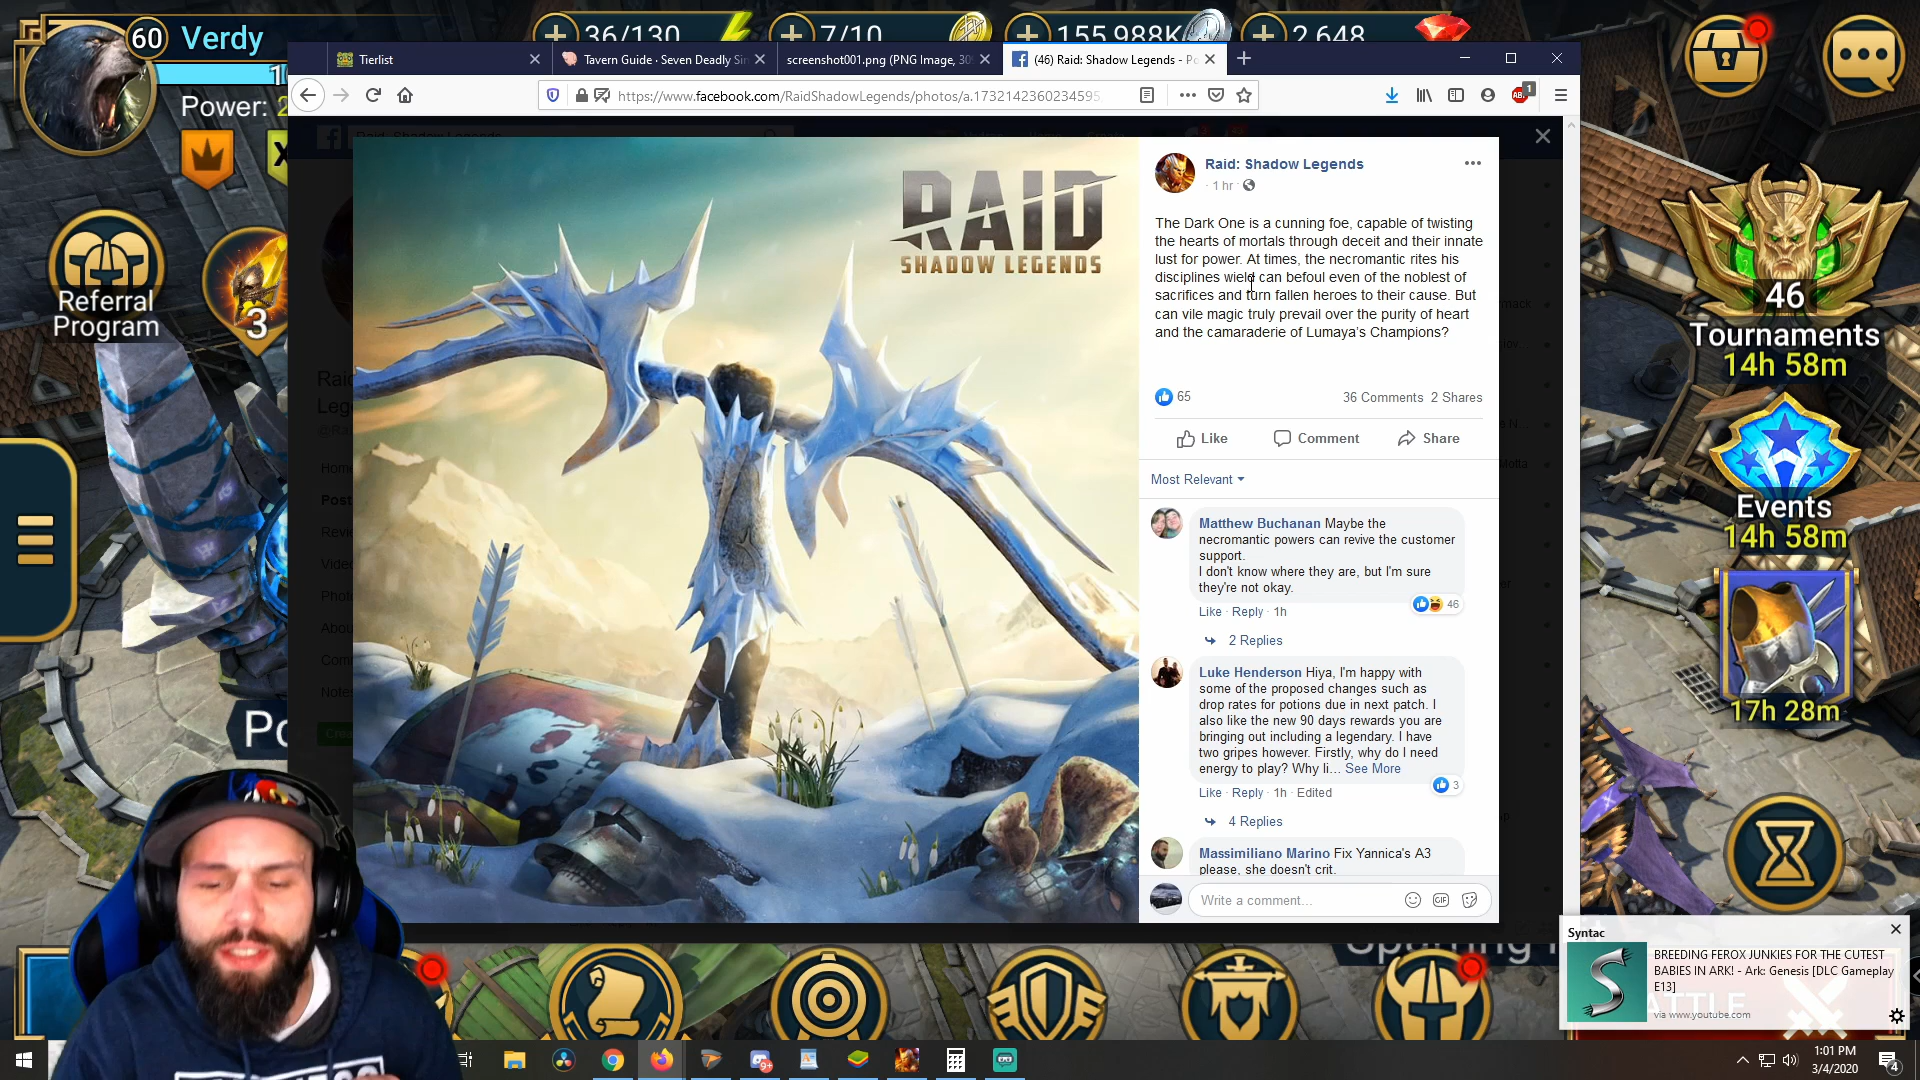 60 Verdy
36/130
7/10
155,988K
2,648
Power: 2
Tierlist
Tavern Guide · Seven Deadly Sin
screenshot001.png (PNG Image, 30
(46) Raid: Shadow Legends - Po
https://www.facebook.com/RaidShadowLegends/photos/a.1732142360234595
Referral
Program
3
RAID
SHADOW LEGENDS
Raid: Shadow Legends
· 1 hr ·
The Dark One is a cunning foe, capable of twisting
the hearts of mortals through deceit and their innate
lust for power. At times, the necromantic rites his
disciplines wield can befoul even of the noblest of
sacrifices and turn fallen heroes to their cause. But
can vile magic truly prevail over the purity of heart
and the camaraderie of Lumaya's Champions?
65
36 Comments 2 Shares
Like
Comment
Share
Most Relevant
Matthew Buchanan Maybe the
necromantic powers can revive the customer
support.
I don't know where they are, but I'm sure
they're not okay.
46
Like · Reply · 1h
2 Replies
Luke Henderson Hiya, I'm happy with
some of the proposed changes such as
drop rates for potions due in next patch. I
also like the new 90 days rewards you are
bringing out including a legendary. I have
two gripes however. Firstly, why do I need
energy to play? Why li... See More
3
Like · Reply · 1h · Edited
4 Replies
Massimiliano Marino Fix Yannica's A3
please, she doesn't crit.
Write a comment...
GIF
46
Tournaments
14h 58m
Events
14h 58m
17h 28m
Syntac
BREEDING FEROX JUNKIES FOR THE CUTEST
BABIES IN ARK! - Ark: Genesis [DLC Gameplay
E13]
via www.youtube.com
1:01 PM
3/4/2020
4